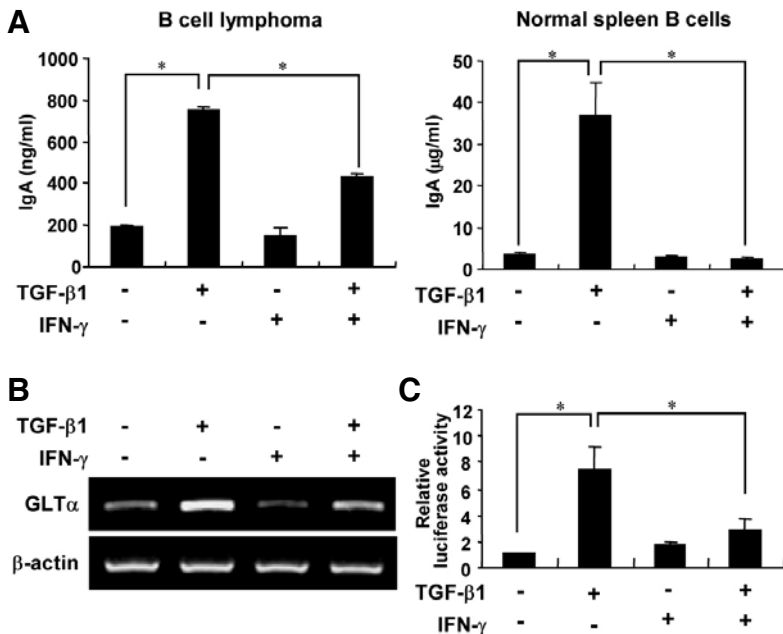 A
B cell lymphoma
Normal spleen B cells
IgA (ng/ml)
1000
800
600
400
200
0
*
*
TGF-β1 - + - +
IFN-γ - - + +
IgA (μg/ml)
50
40
30
20
10
0
*
*
TGF-β1 - + - +
IFN-γ - - + +
B
TGF-β1 - + - +
IFN-γ - - + +
GLTα
β-actin
C
Relative
luciferase activity
12
10
8
6
4
2
0
*
*
TGF-β1 - + - +
IFN-γ - - + +